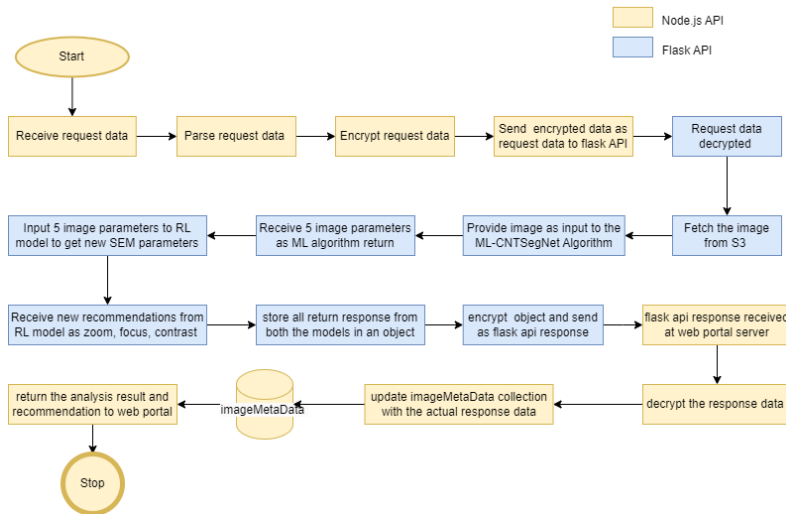 Node.js API
Flask API
Start
Receive request data
Parse request data
Encrypt request data
Send encrypted data as
request data to flask API
Request data
decrypted
Fetch the image
from S3
Provide image as input to the
ML-CNTSegNet Algorithm
Receive 5 image parameters
as ML algorithm return
Input 5 image parameters to RL
model to get new SEM parameters
Receive new recommendations from
RL model as zoom, focus, contrast
store all return response from
both the models in an object
encrypt object and send
as flask api response
flask api response received
at web portal server
decrypt the response data
update imageMetaData collection
with the actual response data
imageMetaData
return the analysis result and
recommendation to web portal
Stop